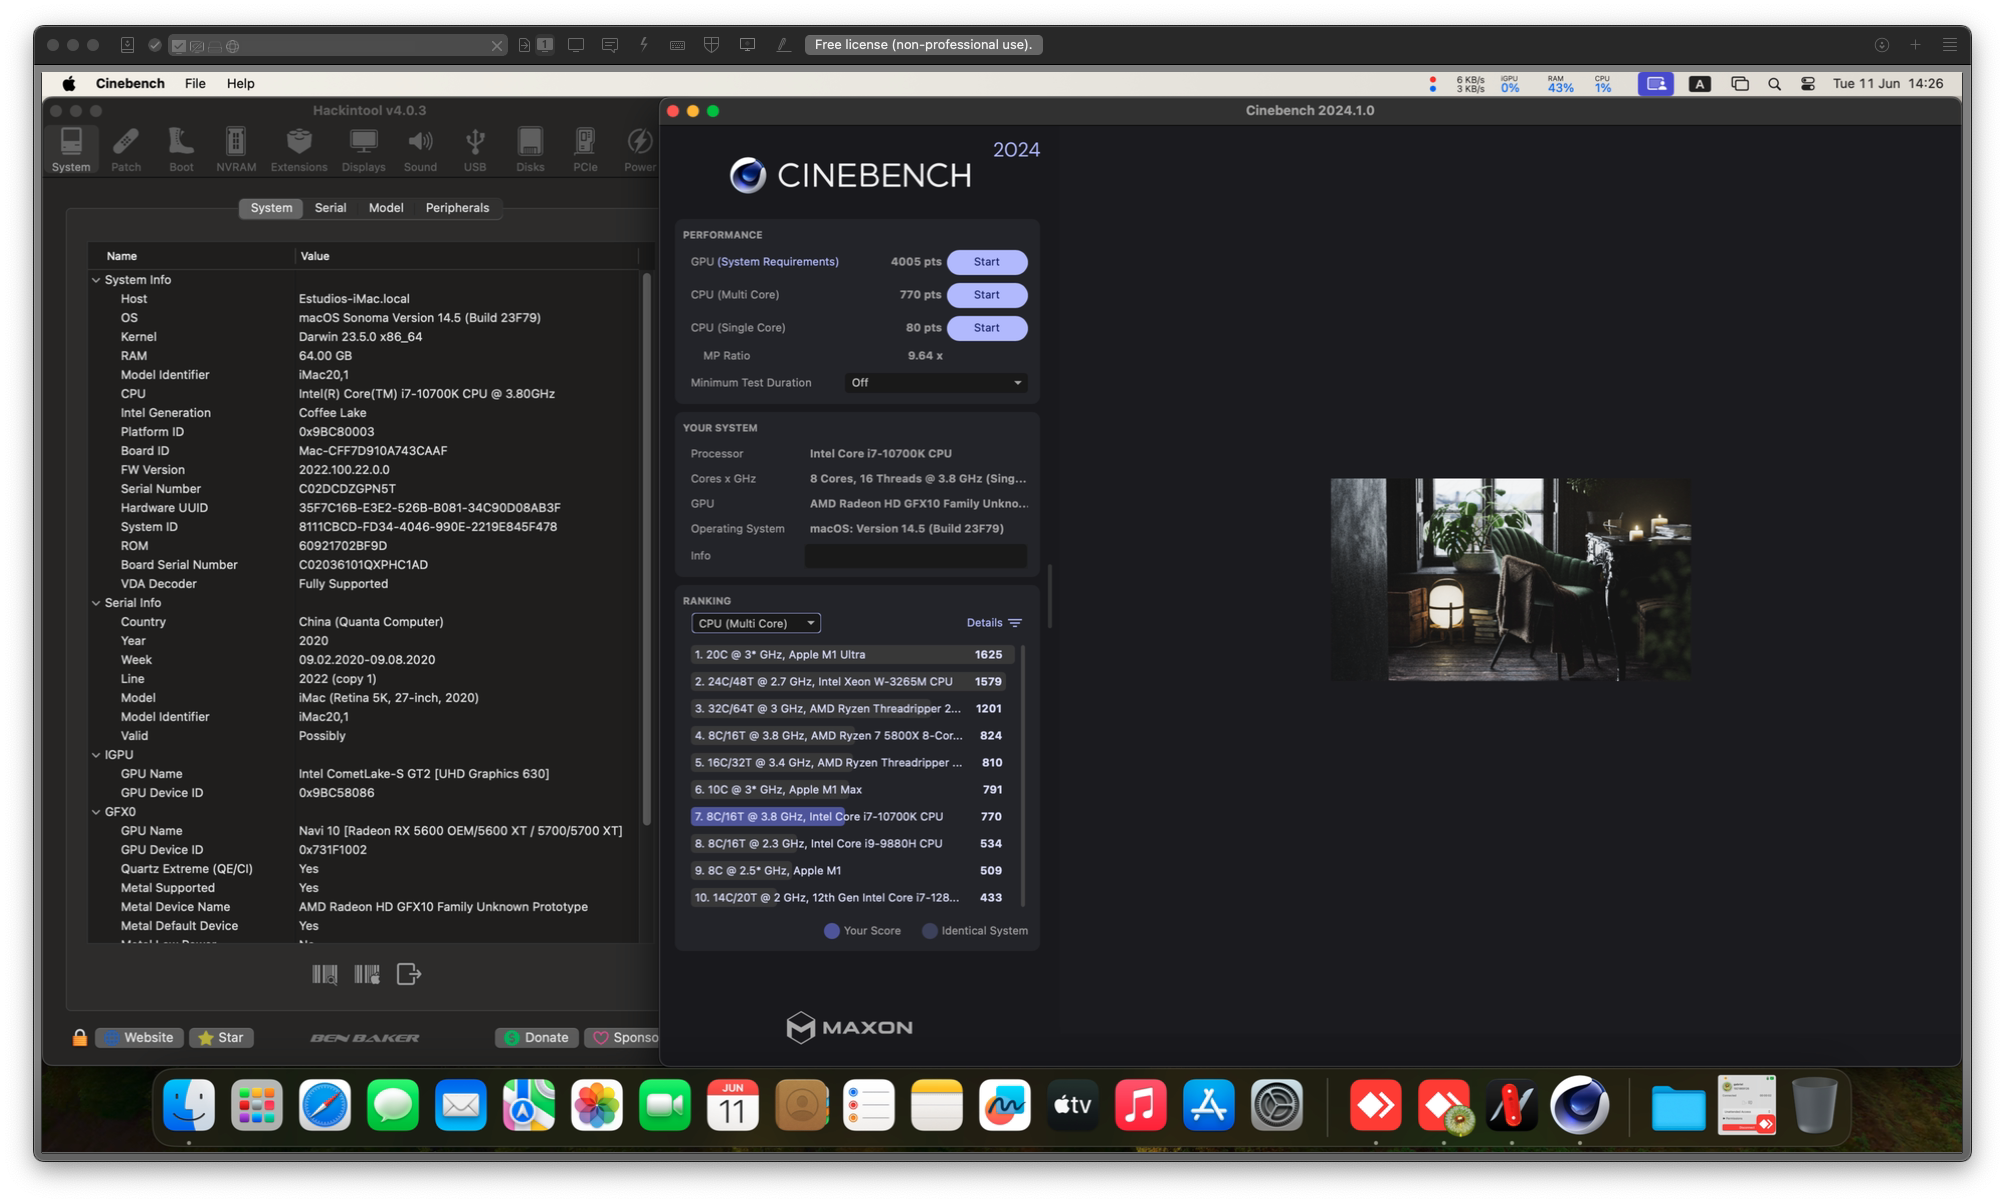 1
Free license (non-professional use).
Cinebench File Help
6 KB/s
3 KB/s
IGPU
0%
RAM
43%
CPU
1%
A
Tue 11 Jun 14:26
Hackintool v4.0.3
System Patch Boot NVRAM Extensions Displays Sound USB Disks PCIe Power
System Serial Model Peripherals
Name Value
System Info
Host Estudios-iMac.local
OS macOS Sonoma Version 14.5 (Build 23F79)
Kernel Darwin 23.5.0 x86_64
RAM 64.00 GB
Model Identifier iMac20,1
CPU Intel(R) Core(TM) i7-10700K CPU @ 3.80GHz
Intel Generation Coffee Lake
Platform ID 0x9BC80003
Board ID Mac-CFF7D910A743CAAF
FW Version 2022.100.22.0.0
Serial Number C02DCDZGPN5T
Hardware UUID 35F7C16B-E3E2-526B-B081-34C90D08AB3F
System ID 8111CBCD-FD34-4046-990E-2219E845F478
ROM 60921702BF9D
Board Serial Number C02036101QXPHC1AD
VDA Decoder Fully Supported
Serial Info
Country China (Quanta Computer)
Year 2020
Week 09.02.2020-09.08.2020
Line 2022 (copy 1)
Model iMac (Retina 5K, 27-inch, 2020)
Model Identifier iMac20,1
Valid Possibly
IGPU
GPU Name Intel CometLake-S GT2 [UHD Graphics 630]
GPU Device ID 0x9BC58086
GFX0
GPU Name Navi 10 [Radeon RX 5600 OEM/5600 XT / 5700/5700 XT]
GPU Device ID 0x731F1002
Quartz Extreme (QE/CI) Yes
Metal Supported Yes
Metal Device Name AMD Radeon HD GFX10 Family Unknown Prototype
Metal Default Device Yes
Website Star BEN BAKER Donate Sponso
Cinebench 2024.1.0
2024
CINEBENCH
PERFORMANCE
GPU (System Requirements) 4005 pts Start
CPU (Multi Core) 770 pts Start
CPU (Single Core) 80 pts Start
MP Ratio 9.64 x
Minimum Test Duration Off
YOUR SYSTEM
Processor Intel Core i7-10700K CPU
Cores x GHz 8 Cores, 16 Threads @ 3.8 GHz (Sing...
GPU AMD Radeon HD GFX10 Family Unkno...
Operating System macOS: Version 14.5 (Build 23F79)
Info
RANKING
CPU (Multi Core) Details
1. 20C @ 3* GHz, Apple M1 Ultra 1625
2. 24C/48T @ 2.7 GHz, Intel Xeon W-3265M CPU 1579
3. 32C/64T @ 3 GHz, AMD Ryzen Threadripper 2... 1201
4. 8C/16T @ 3.8 GHz, AMD Ryzen 7 5800X 8-Cor... 824
5. 16C/32T @ 3.4 GHz, AMD Ryzen Threadripper ... 810
6. 10C @ 3* GHz, Apple M1 Max 791
7. 8C/16T @ 3.8 GHz, Intel Core i7-10700K CPU 770
8. 8C/16T @ 2.3 GHz, Intel Core i9-9880H CPU 534
9. 8C @ 2.5* GHz, Apple M1 509
10. 14C/20T @ 2 GHz, 12th Gen Intel Core i7-128... 433
Your Score Identical System
MAXON
JUN
11
tv